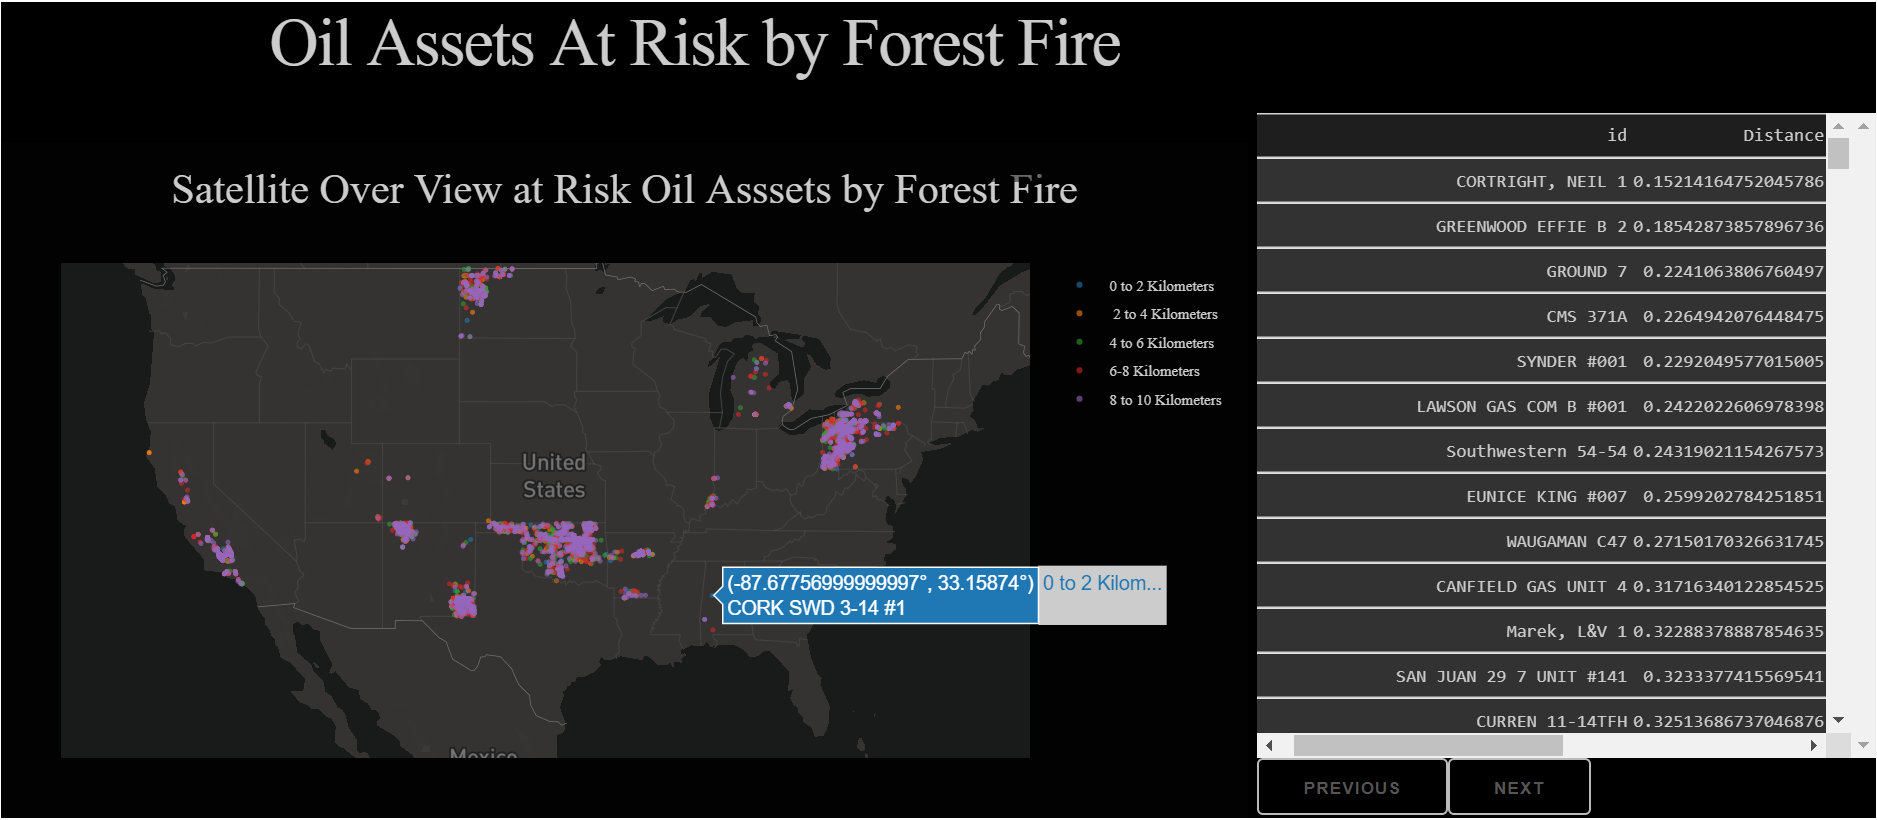 Oil Assets At Risk by Forest Fire
Satellite Over View at Risk Oil Asssets by Forest Fire
United
States
Mexico
0 to 2 Kilometers
2 to 4 Kilometers
4 to 6 Kilometers
6-8 Kilometers
8 to 10 Kilometers
(-87.67756999999997°, 33.15874°) 0 to 2 Kilom...
CORK SWD 3-14 #1
id Distance
CORTRIGHT, NEIL 1 0.15214164752045786
GREENWOOD EFFIE B 2 0.18542873857896736
GROUND 7 0.2241063806760497
CMS 371A 0.2264942076448475
SYNDER #001 0.2292049577015005
LAWSON GAS COM B #001 0.2422022606978398
Southwestern 54-54 0.24319021154267573
EUNICE KING #007 0.2599202784251851
WAUGAMAN C47 0.27150170326631745
CANFIELD GAS UNIT 4 0.31716340122854525
Marek, L&V 1 0.32288378887854635
SAN JUAN 29 7 UNIT #141 0.3233377415569541
CURREN 11-14TFH 0.32513686737046876
PREVIOUS NEXT